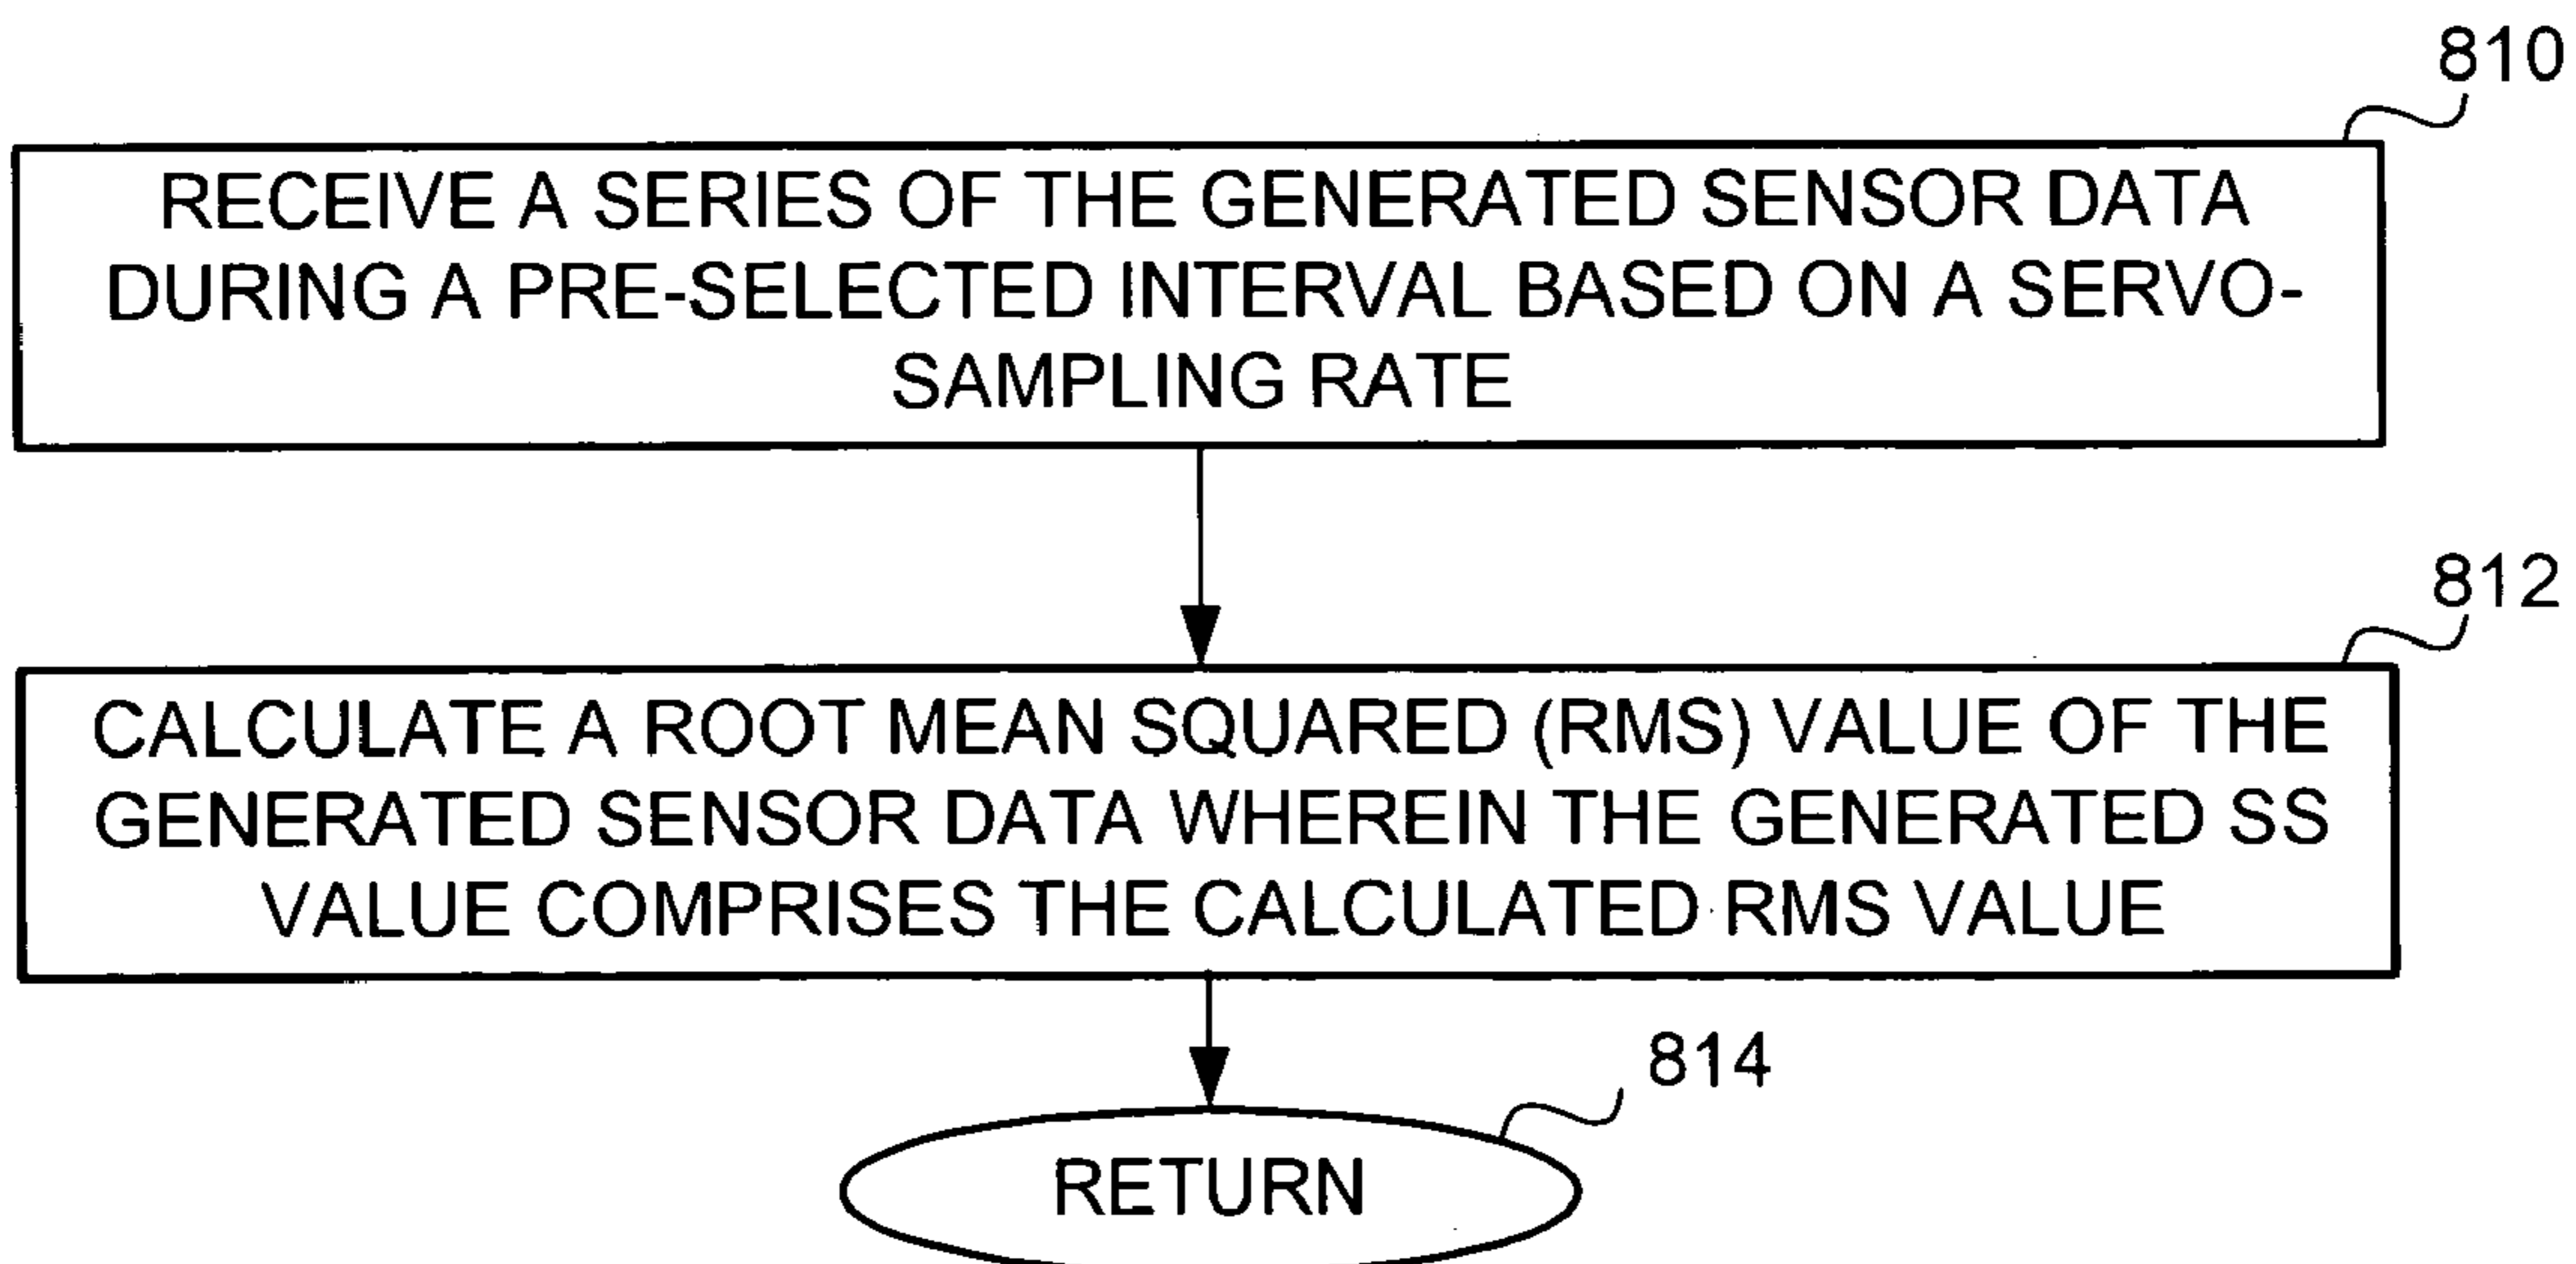 810
RECEIVE A SERIES OF THE GENERATED SENSOR DATA
DURING A PRE-SELECTED INTERVAL BASED ON A SERVO-
SAMPLING RATE
812
CALCULATE A ROOT MEAN SQUARED (RMS) VALUE OF THE
GENERATED SENSOR DATA WHEREIN THE GENERATED SS
VALUE COMPRISES THE CALCULATED RMS VALUE
814
RETURN